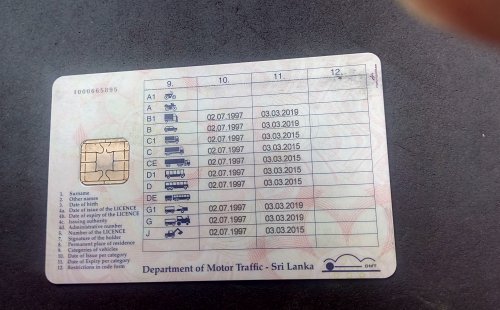 9. 10. 11. 12.
A1
A
B1 02.07.1997 03.03.2019
B 02.07.1997 03.03.2019
C1 02.07.1997 03.03.2015
C 02.07.1997 03.03.2015
CE 02.07.1997 03.03.2015
D1 02.07.1997 03.03.2015
D 02.07.1997 03.03.2015
DE
G1 02.07.1997 03.03.2019
G 02.07.1997 03.03.2019
J 02.07.1997 03.03.2015
1. Surname
2. Other names
3. Date of birth
4a. Date of issue of the LICENCE
4b. Date of expiry of the LICENCE
4c. Issuing authority
4d. Administrative number
5. Number of the LICENCE
7. Signature of the holder
8. Permanent place of residence
9. Categories of vehicles
10. Date of Issue per category
11. Date of Expiry per category
12. Restrictions in code form
Department of Motor Traffic - Sri Lanka
DMT